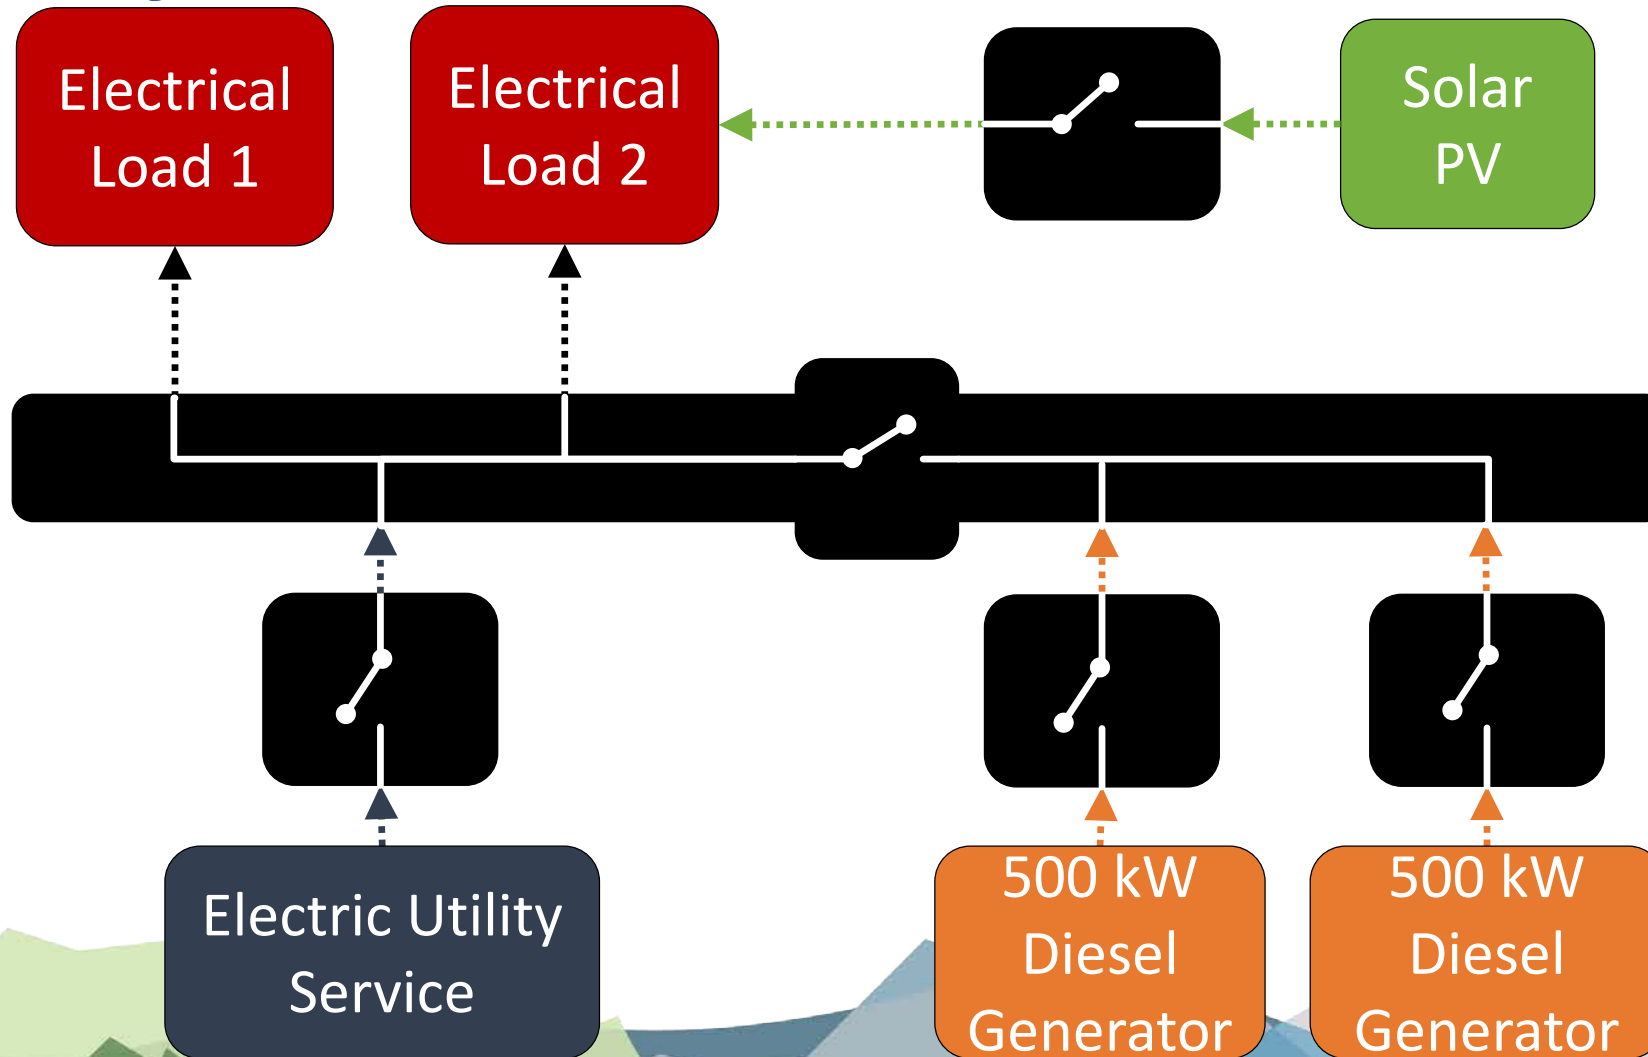 Electrical
Load 1
Electrical
Load 2
Solar
PV
Electric Utility
Service
500 kW
Diesel
Generator
500 kW
Diesel
Generator